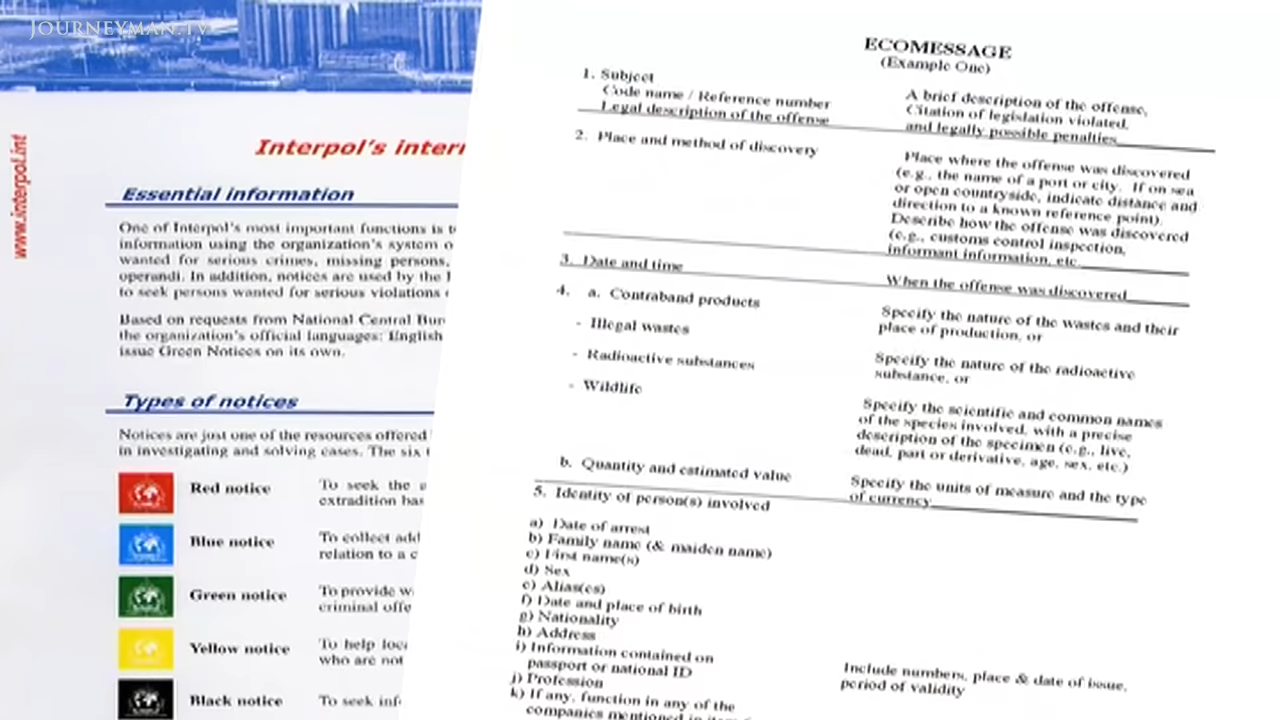 JOURNEYMAN.TV
www.interpol.int
Interpol's inter
Essential information
One of Interpol's most important functions is t
information using the organization's system o
wanted for serious crimes, missing persons,
operandi. In addition, notices are used by the
to seek persons wanted for serious violations
Based on requests from National Central Bur
the organization's official languages: English
issue Green Notices on its own.
Types of notices
Notices are just one of the resources offered
in investigating and solving cases. The six
Red notice
To seek the
extradition bas
Blue notice
To collect add
relation to a c
Green notice
To provide w
criminal offe
Yellow notice
To help loc
who are not
Black notice
To seek inf
ECOMESSAGE
(Example One)
1. Subject
Code name / Reference number
Legal description of the offense
A brief description of the offense,
Citation of legislation violated,
and legally possible penalties
2. Place and method of discovery
Place where the offense was discovered
(e.g., the name of a port or city. If on sea
or open countryside, indicate distance and
direction to a known reference point).
Describe how the offense was discovered
(e.g., customs control inspection,
informant information, etc.
3. Date and time
When the offense was discovered
4. a. Contraband products
- Illegal wastes
Specify the nature of the wastes and their
place of production, or
- Radioactive substances
Specify the nature of the radioactive
substance, or
- Wildlife
Specify the scientific and common names
of the species involved, with a precise
description of the specimen (e.g., live,
dead, part or derivative, age, sex, etc.)
b. Quantity and estimated value
Specify the units of measure and the type
of currency
5. Identity of person(s) involved
a) Date of arrest
b) Family name (& maiden name)
c) First name(s)
d) Sex
e) Alias(es)
f) Date and place of birth
g) Nationality
h) Address
i) Information contained on
passport or national ID
Include numbers, place & date of issue,
period of validity
j) Profession
k) If any, function in any of the
companies mentioned in item